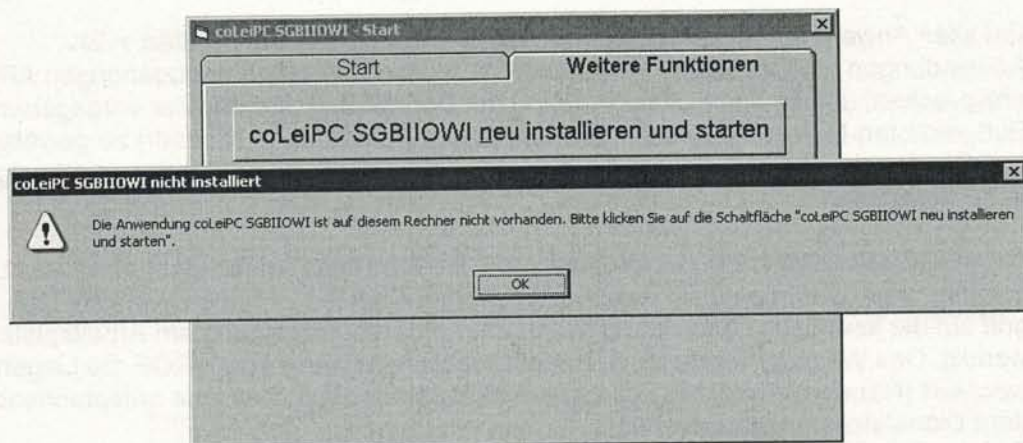 coLeiPC SGBIIOWI - Start
Start
Weitere Funktionen
coLeiPC SGBIIOWI neu installieren und starten
coLeiPC SGBIIOWI nicht installiert
Die Anwendung coLeiPC SGBIIOWI ist auf diesem Rechner nicht vorhanden. Bitte klicken Sie auf die Schaltfläche "coLeiPC SGBIIOWI neu installieren
und starten".
OK